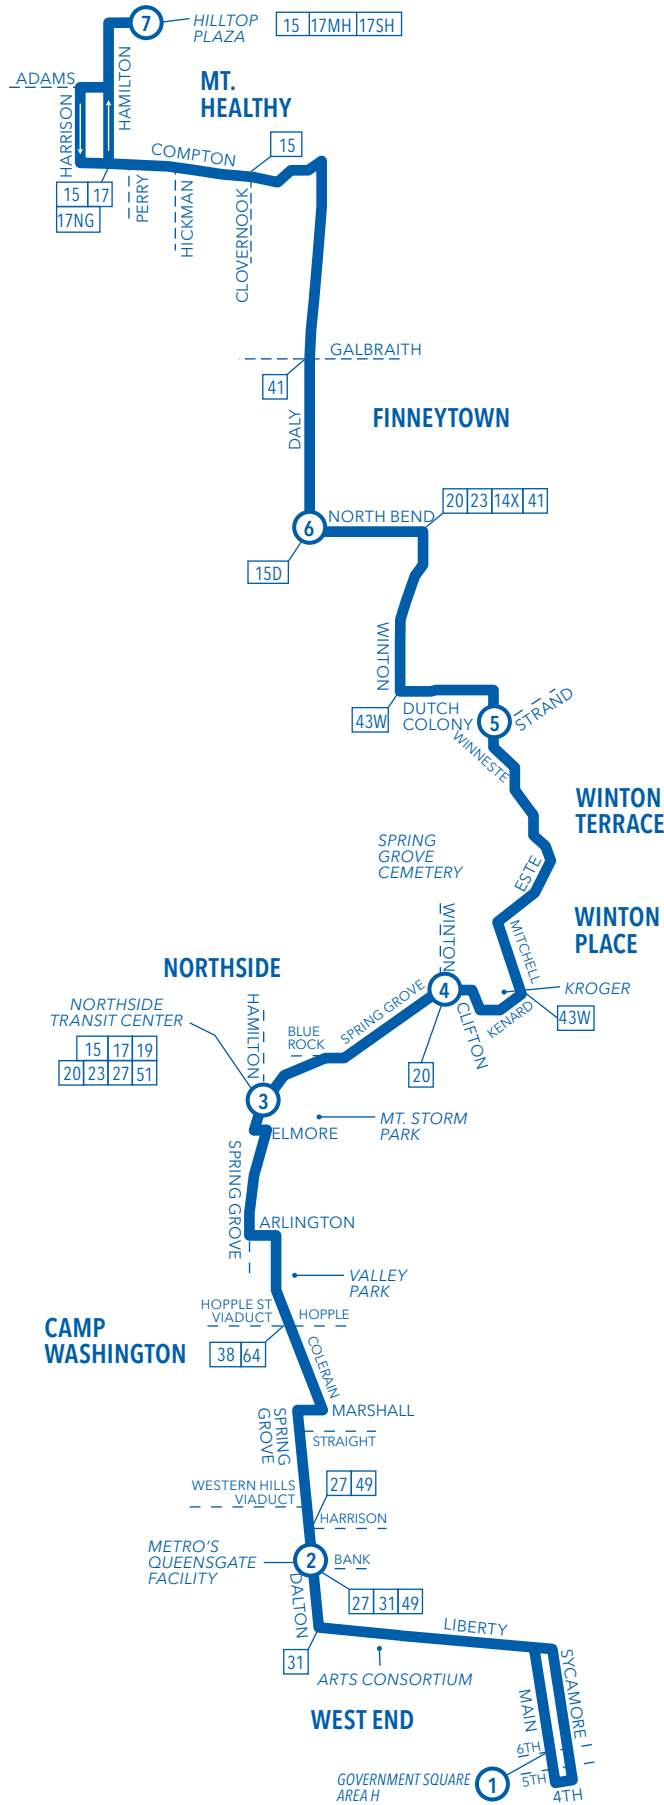 7
HILLTOP
PLAZA
15 17MH 17SH
ADAMS
HAMILTON
HARRISON
MT.
HEALTHY
COMPTON
15
15 17
17NG
PERRY
HICKMAN
CLOVERNOOK
GALBRAITH
41
DALY
FINNEYTOWN
6
NORTH BEND
20 23 14X 41
15D
WINTON
43W
DUTCH
COLONY
5
STRAND
WINNESTE
WINTON
TERRACE
SPRING
GROVE
CEMETERY
ESTE
WINTON
PLACE
WINTON
MITCHELL
NORTHSIDE
4
KROGER
KENARD
43W
CLIFTON
20
SPRING GROVE
NORTHSIDE
TRANSIT CENTER
15 17 19
20 23 27 51
HAMILTON
BLUE
ROCK
3
MT. STORM
PARK
ELMORE
SPRING GROVE
ARLINGTON
VALLEY
PARK
HOPPLE ST
VIADUCT
HOPPLE
CAMP
WASHINGTON
38 64
COLERAIN
MARSHALL
SPRING
GROVE
STRAIGHT
WESTERN HILLS
VIADUCT
27 49
HARRISON
METRO'S
QUEENSGATE
FACILITY
2
BANK
DALTON
27 31 49
LIBERTY
31
ARTS CONSORTIUM
WEST END
SYCAMORE
MAIN
6TH
5TH
4TH
GOVERNMENT SQUARE
AREA H
1